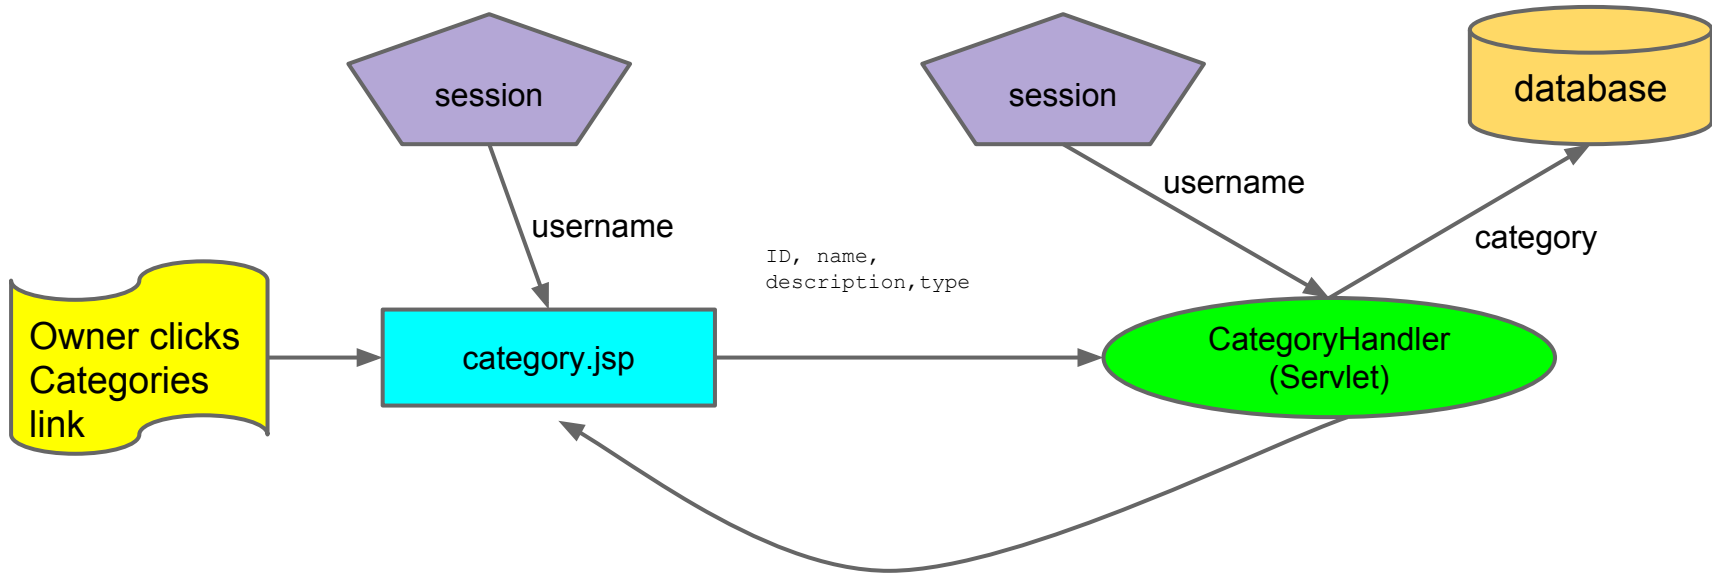 session
session
database
username
username
category
ID, name,
description,type
Owner clicks
Categories
link
category.jsp
CategoryHandler
(Servlet)